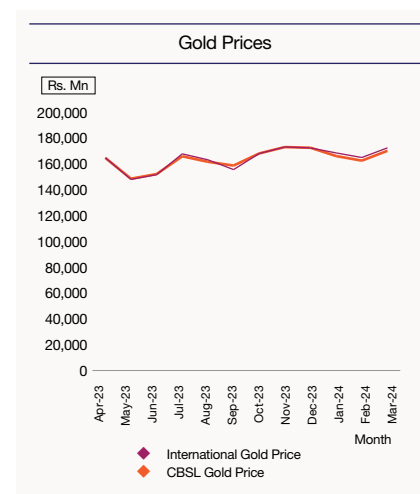 Gold Prices
Rs. Mn
200,000
180,000
160,000
140,000
120,000
100,000
80,000
60,000
40,000
20,000
0
Apr-23
May-23
Jun-23
Jul-23
Aug-23
Sep-23
Oct-23
Nov-23
Dec-23
Jan-24
Feb-24
Mar-24
Month
International Gold Price
CBSL Gold Price